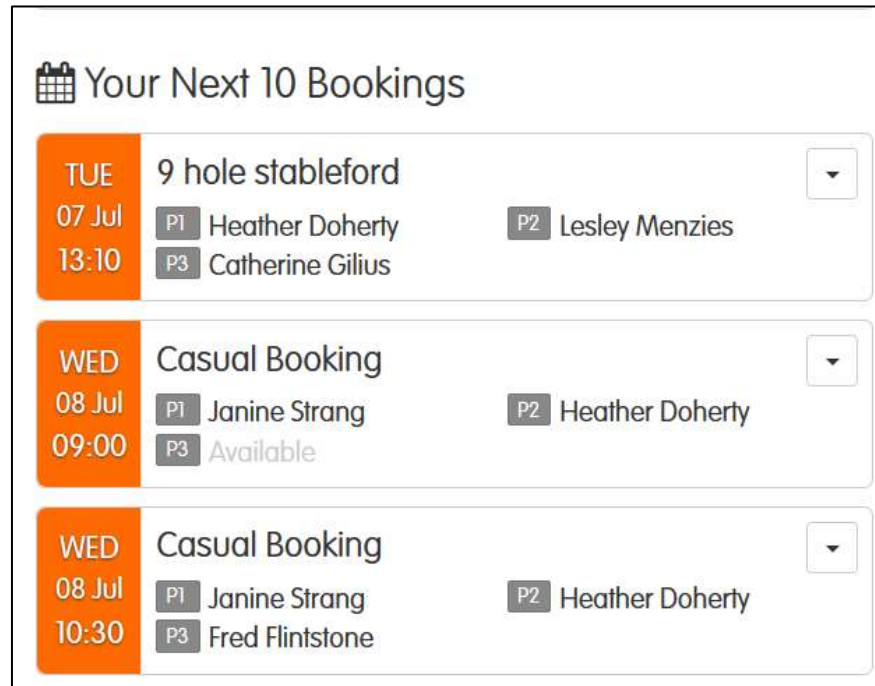 Your Next 10 Bookings
TUE
07 Jul
13:10
9 hole stableford
P1 Heather Doherty P2 Lesley Menzies
P3 Catherine Gilius
WED
08 Jul
09:00
Casual Booking
P1 Janine Strang P2 Heather Doherty
P3 Available
WED
08 Jul
10:30
Casual Booking
P1 Janine Strang P2 Heather Doherty
P3 Fred Flintstone